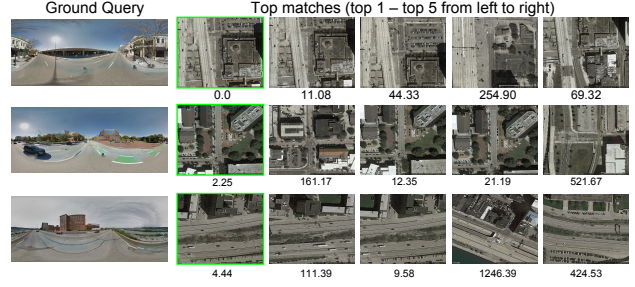 Ground Query Top matches (top 1 – top 5 from left to right)
0.0 11.08 44.33 254.90 69.32
2.25 161.17 12.35 21.19 521.67
4.44 111.39 9.58 1246.39 424.53